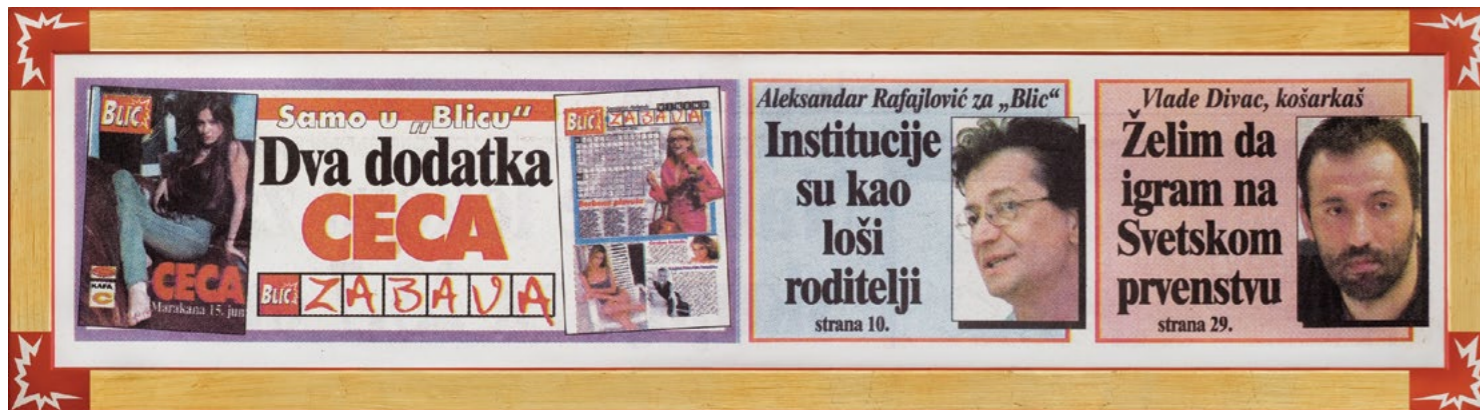 BLIC
CECA
Marakana 15. jun
KAFA
Samo u „Blicu“
Dva dodatka
CECA
BLIC ZABAVA
BLIC ZABAVA
Aleksandar Rafajlović za „Blic“
Institucije
su kao
loši
roditelji
strana 10.
Vlade Divac, košarkaš
Želim da
igram na
Svetskom
prvenstvu
strana 29.